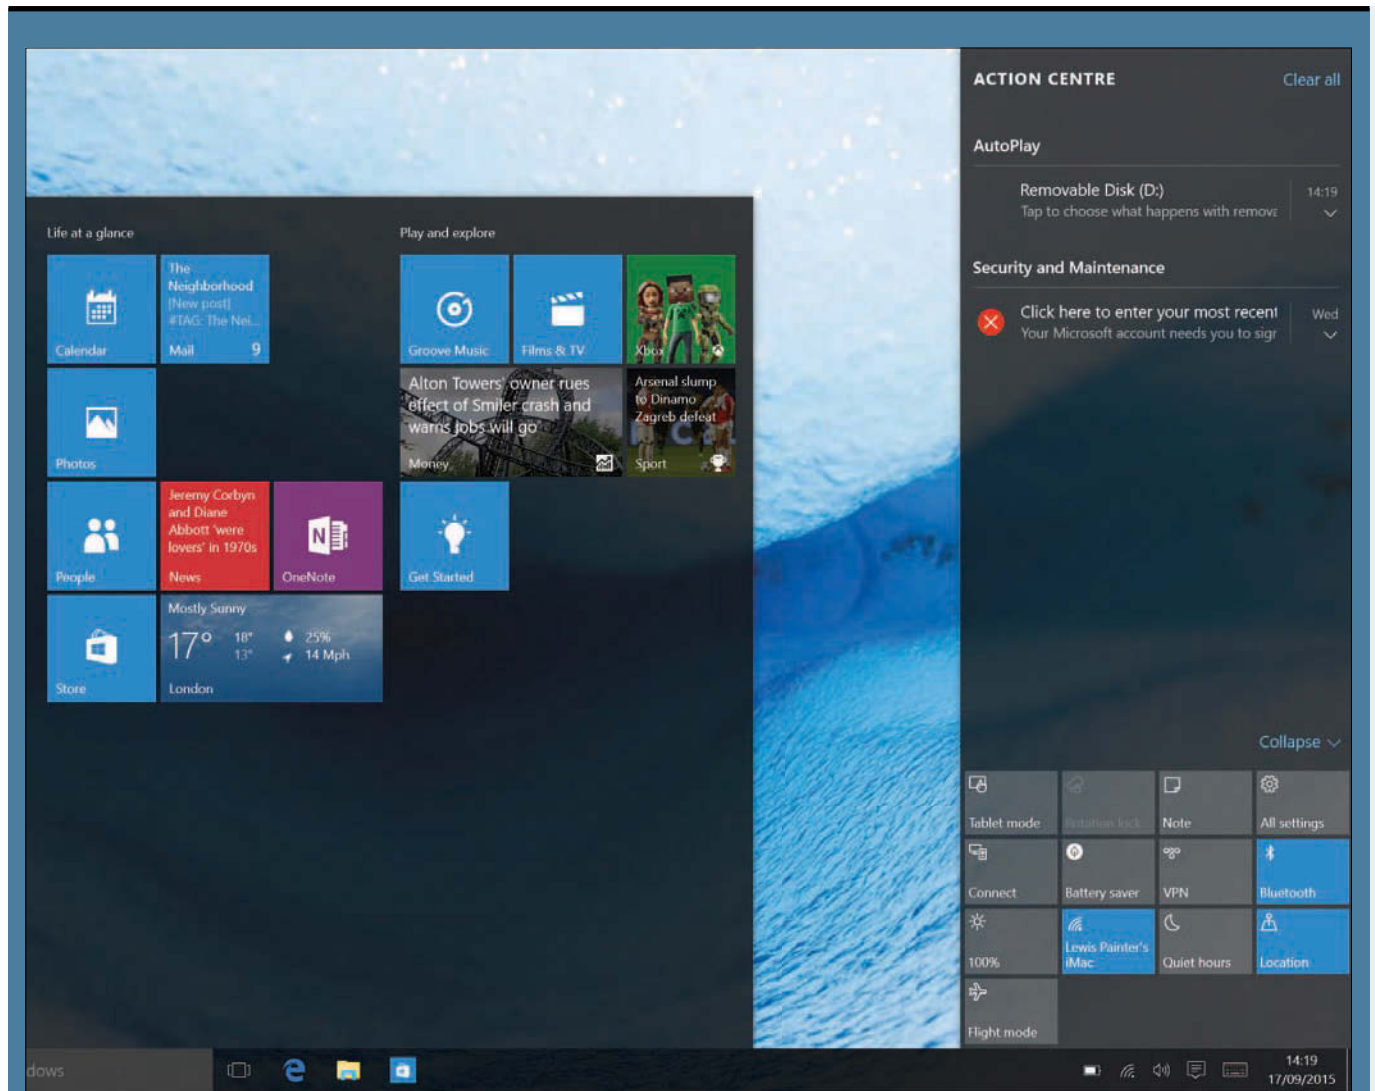 ACTION CENTRE
Clear all
AutoPlay
Removable Disk (D:)
14:19
Tap to choose what happens with remova
Security and Maintenance
Click here to enter your most recent
Wed
Your Microsoft account needs you to sign
Life at a glance
Play and explore
Calendar
The
Neighborhood
[New post]
#TAG: The Nei...
Mail 9
Groove Music
Films & TV
Xbox
Photos
Alton Towers' owner rues
effect of Smiler crash and
warns jobs will go
Money
Arsenal slump
to Dinamo
Zagreb defeat
Sport
People
Jeremy Corbyn
and Diane
Abbott 'were
lovers' in 1970s
News
OneNote
Get Started
Store
Mostly Sunny
17° 18° 25%
13° 14 Mph
London
Collapse
Tablet mode
Rotation lock
Note
All settings
Connect
Battery saver
VPN
Bluetooth
100%
Lewis Painter's
iMac
Quiet hours
Location
Flight mode
dows
14:19
17/09/2015